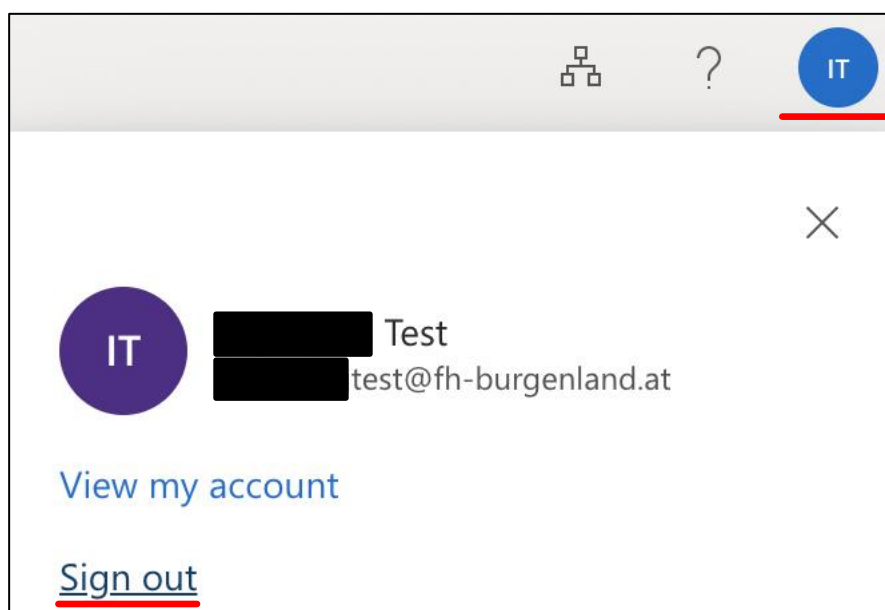 IT
IT
Test
test@fh-burgenland.at
View my account
Sign out